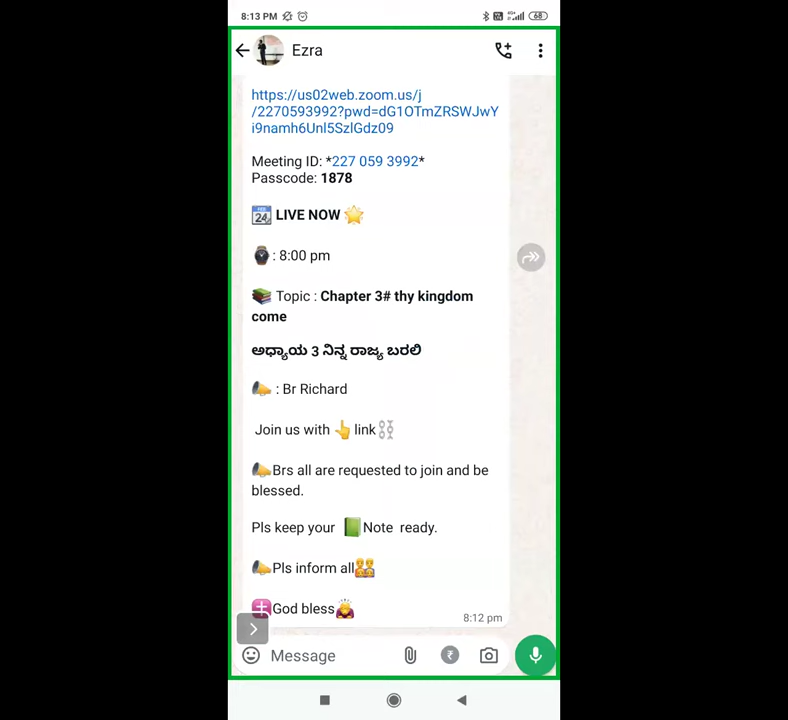 8:13 PM
4G+
68
Ezra
https://us02web.zoom.us/j
/2270593992?pwd=dG1OTmZRSWJwY
i9namh6Unl5SzlGdz09
Meeting ID: *227 059 3992*
Passcode: 1878
24 LIVE NOW
: 8:00 pm
Topic : Chapter 3# thy kingdom
come
ಅಧ್ಯಾಯ 3 ನಿನ್ನ ರಾಜ್ಯ ಬರಲಿ
: Br Richard
Join us with 👆 link⛓
Brs all are requested to join and be
blessed.
Pls keep your 📗Note ready.
Pls inform all
God bless
8:12 pm
Message
₹